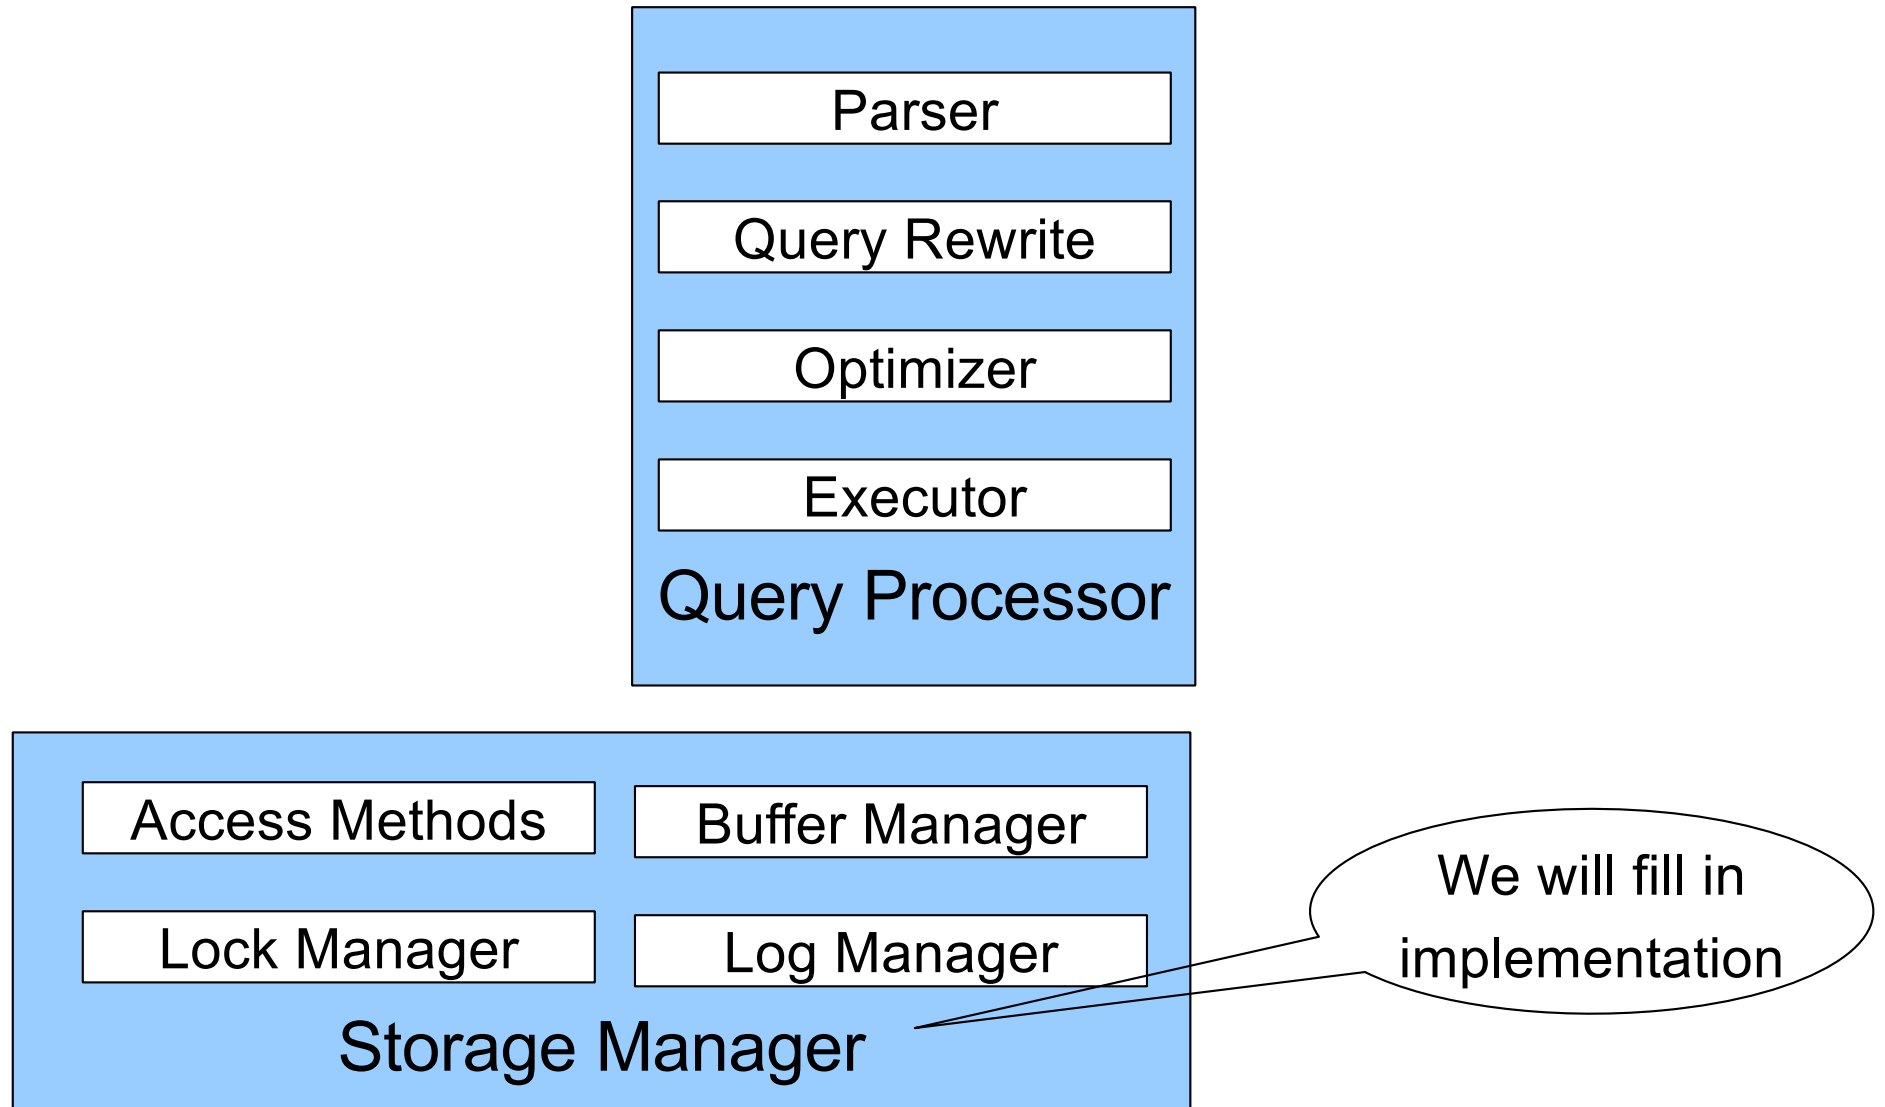 Parser
Query Rewrite
Optimizer
Executor
Query Processor
Access Methods
Buffer Manager
Lock Manager
Log Manager
Storage Manager
We will fill in
implementation